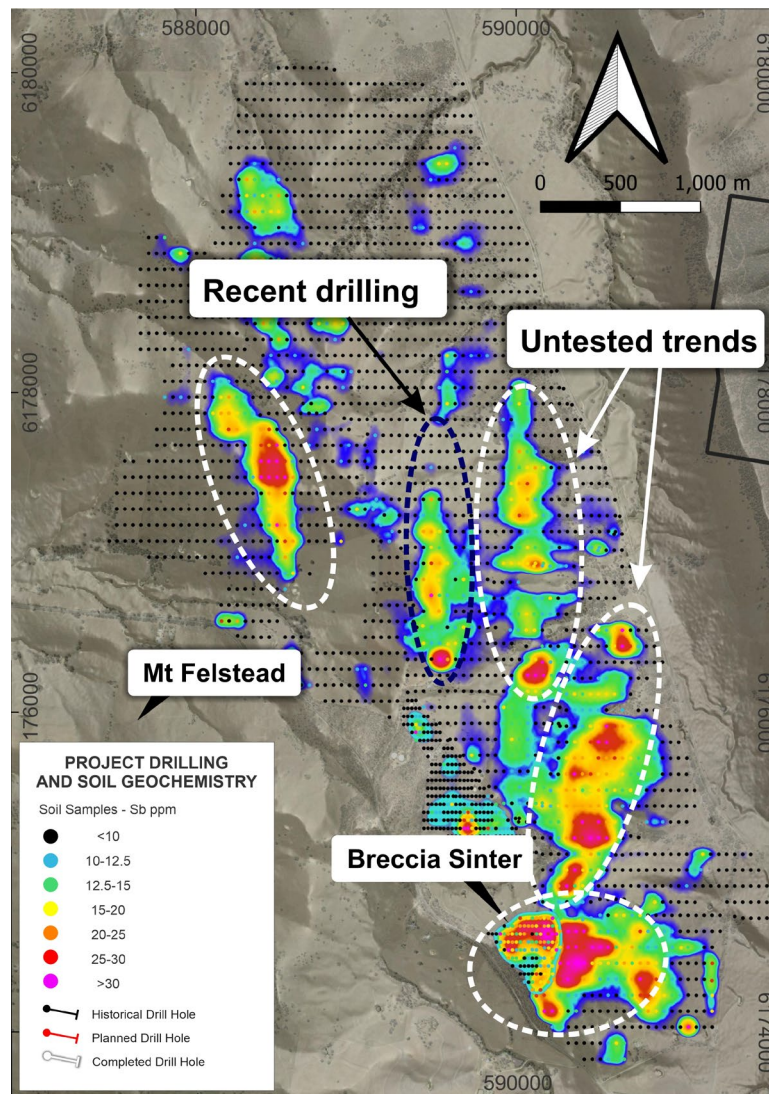 588000
590000
6180000
6180000
0 500 1,000 m
Recent drilling
Untested trends
6178000
6178000
Mt Felstead
176000
6176000
PROJECT DRILLING
AND SOIL GEOCHEMISTRY
Soil Samples - Sb ppm
<10
10-12.5
12.5-15
15-20
20-25
25-30
>30
Historical Drill Hole
Planned Drill Hole
Completed Drill Hole
Breccia Sinter
6174000
590000